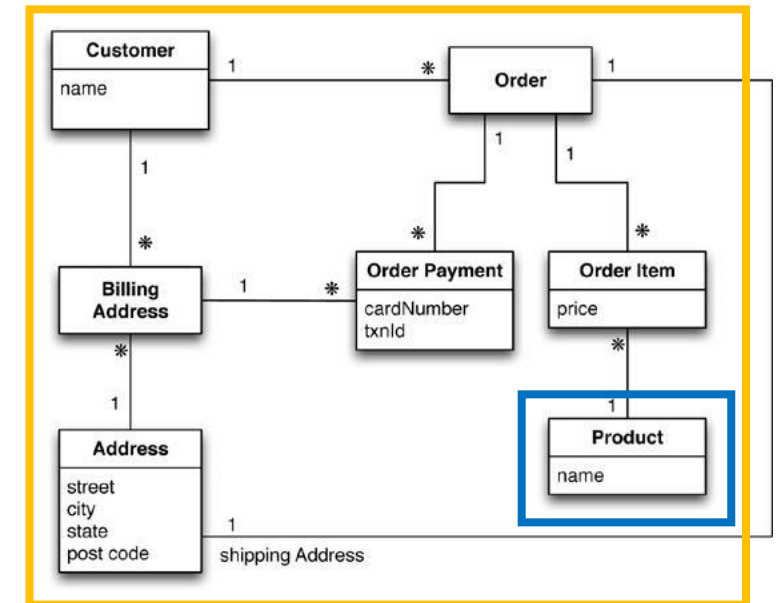 Customer
name
1
*
Order
1
1
*
1
*
1
*
Billing
Address
1
*
Order Payment
cardNumber
txnId
Order Item
price
*
1
*
1
Product
name
Address
street
city
state
post code
1
shipping Address